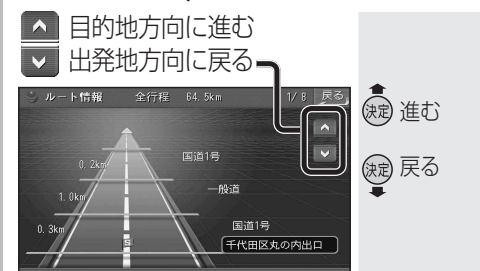 目的地方向に進む
出発地方向に戻る
ルート情報 全行程 64.5km 1/8 戻る
0.2km 国道1号
1.0km 一般道
0.3km 国道1号
S 千代田区丸の内出口
決定 進む
決定 戻る